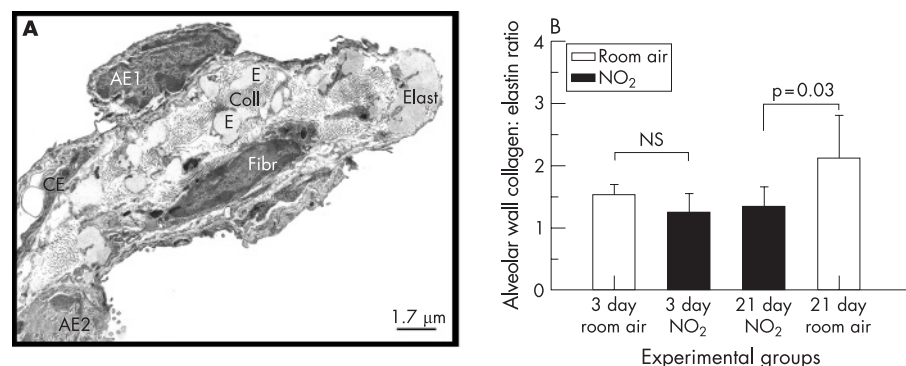 A
AE1
E
Coll
Elast
E
Fibr
CE
AE2
1.7 μm
B
Room air
NO₂
Alveolar wall collagen: elastin ratio
4
3
2
1
0
NS
p = 0.03
3 day
room air
3 day
NO₂
21 day
NO₂
21 day
room air
Experimental groups